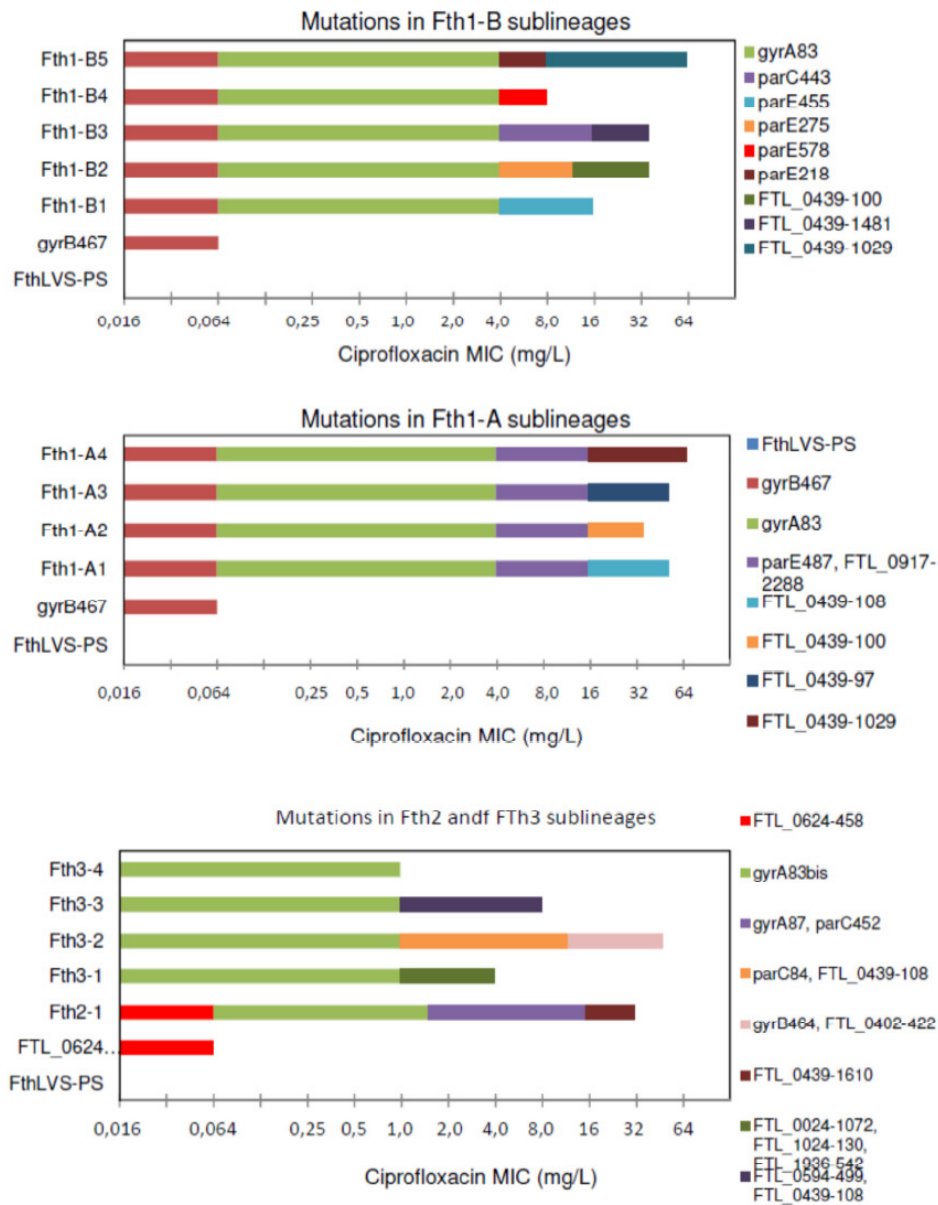 Mutations in Fth1-B sublineages
Fth1-B5
Fth1-B4
Fth1-B3
Fth1-B2
Fth1-B1
gyrB467
FthLVS-PS
0,016 0,064 0,25 0,5 1,0 2,0 4,0 8,0 16 32 64
Ciprofloxacin MIC (mg/L)
gyrA83
parC443
parE455
parE275
parE578
parE218
FTL_0439-100
FTL_0439-1481
FTL_0439-1029
Mutations in Fth1-A sublineages
Fth1-A4
Fth1-A3
Fth1-A2
Fth1-A1
gyrB467
FthLVS-PS
0,016 0,064 0,25 0,5 1,0 2,0 4,0 8,0 16 32 64
Ciprofloxacin MIC (mg/L)
FthLVS-PS
gyrB467
gyrA83
parE487, FTL_0917-
2288
FTL_0439-108
FTL_0439-100
FTL_0439-97
FTL_0439-1029
Mutations in Fth2 andf FTh3 sublineages
Fth3-4
Fth3-3
Fth3-2
Fth3-1
Fth2-1
FTL_0624...
FthLVS-PS
0,016 0,064 0,25 0,5 1,0 2,0 4,0 8,0 16 32 64
Ciprofloxacin MIC (mg/L)
FTL_0624-458
gyrA83bis
gyrA87, parC452
parC84, FTL_0439-108
gyrB464, FTL_0402-422
FTL_0439-1610
FTL_0024-1072,
FTL_1024-130,
FTL_1936-542
FTL_0594-499,
FTL_0439-108